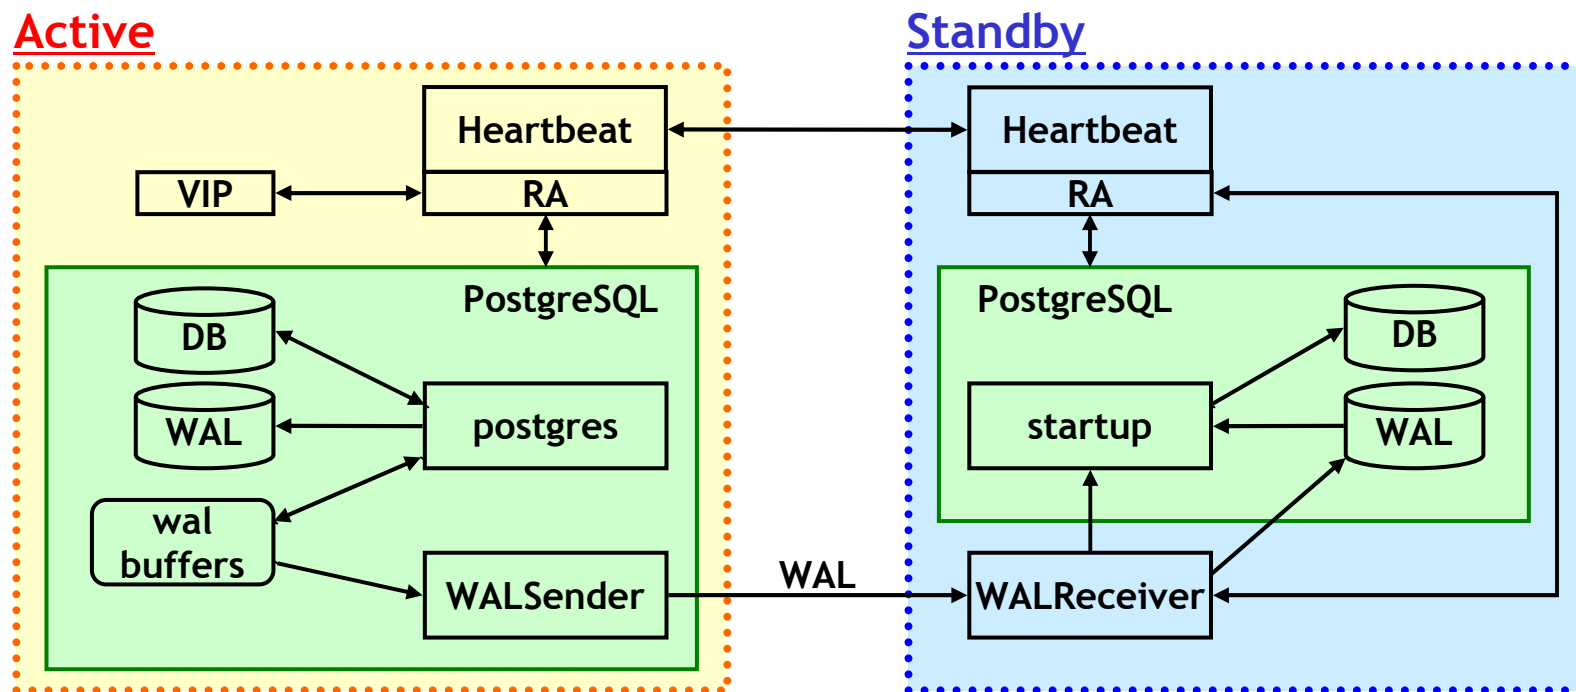 Active
Heartbeat
VIP
RA
PostgreSQL
DB
WAL
postgres
wal
buffers
WALSender
WAL
Standby
Heartbeat
RA
PostgreSQL
DB
startup
WAL
WALReceiver